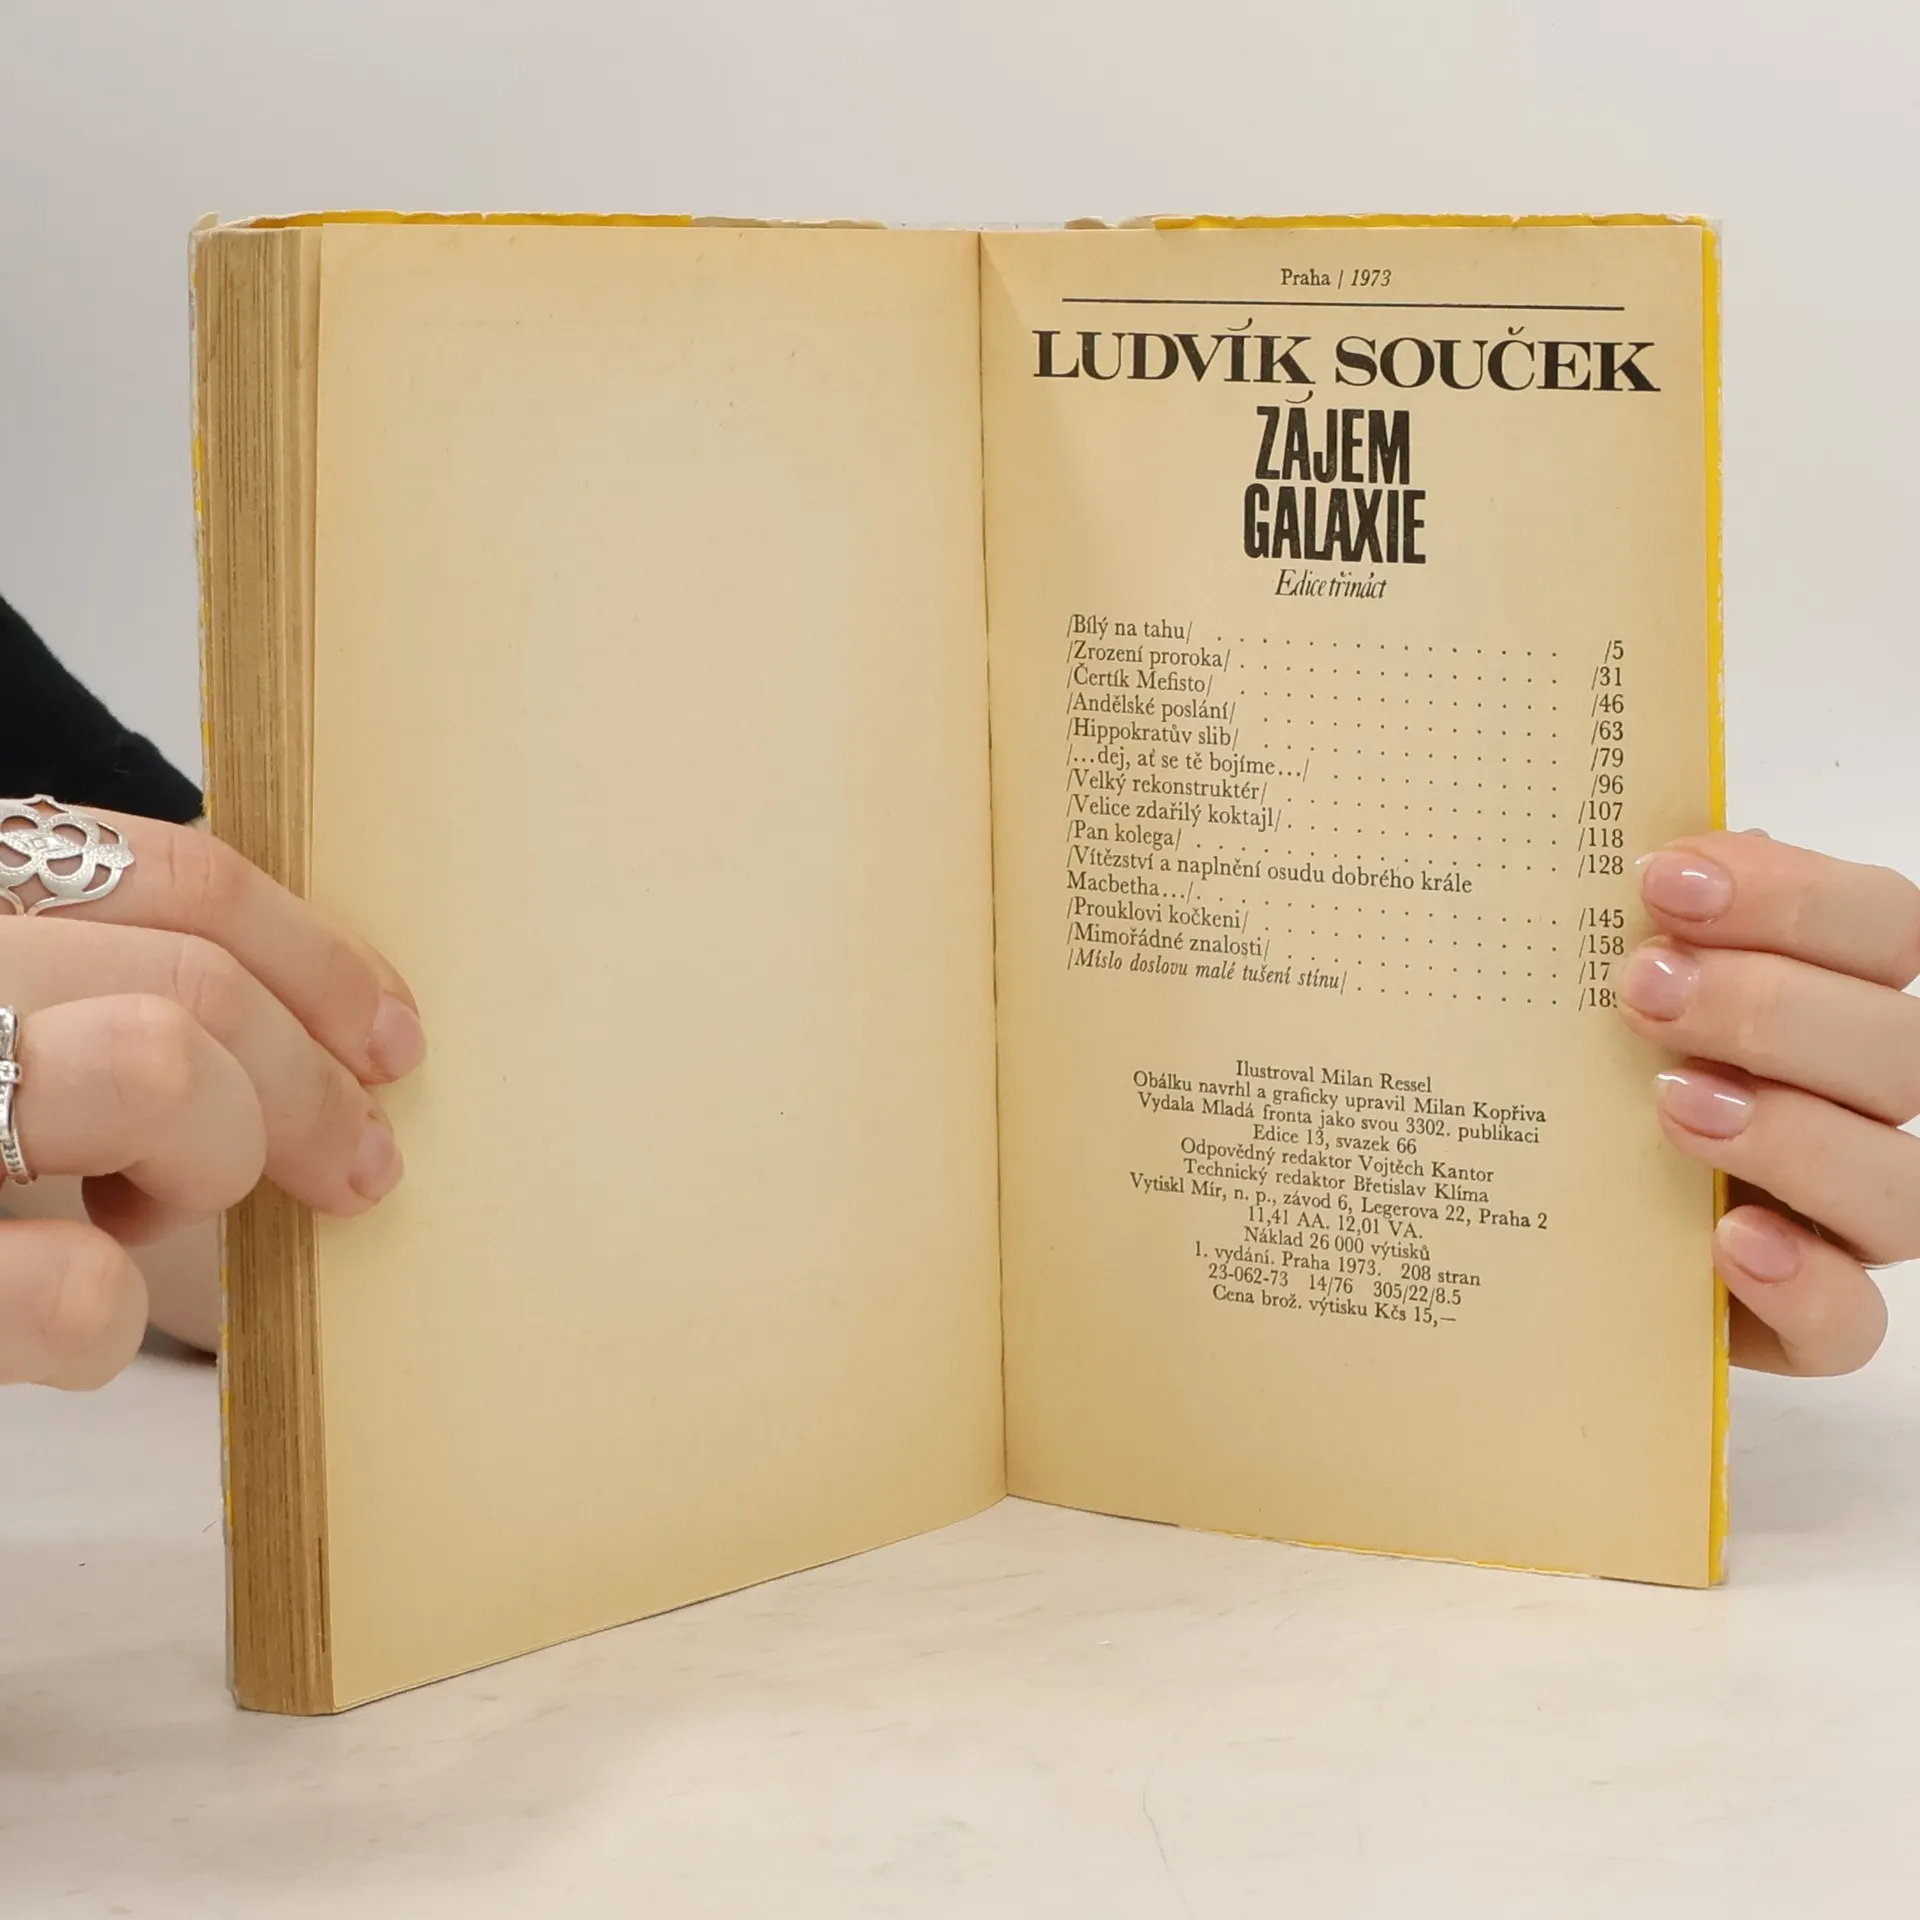 Praha / 1973
LUDVÍK SOUČEK
ZÁJEM
GALAXIE
Edice třináct
/Bílý na tahu/ . . . . . . . . . . . . . /5
/Zrození proroka/ . . . . . . . . . . . . . /31
/Čertík Mefisto/ . . . . . . . . . . . . . /46
/Andělské poslání/ . . . . . . . . . . . . . /63
/Hippokratův slib/ . . . . . . . . . . . . . /79
/...dej, ať se tě bojíme.../ . . . . . . . . . . . /96
/Velký rekonstruktér/ . . . . . . . . . . . . /107
/Velice zdařilý koktajl/ . . . . . . . . . . . . /118
/Pan kolega/ . . . . . . . . . . . . . . /128
/Vítězství a naplnění osudu dobrého krále
Macbetha.../ . . . . . . . . . . . . . . /145
/Prouklovi kočkeni/ . . . . . . . . . . . . . /158
/Mimořádné znalosti/ . . . . . . . . . . . .
/Místo doslovu malé tušení stínu/ . . . . . . . . . /189
Ilustroval Milan Ressel
Obálku navrhl a graficky upravil Milan Kopřiva
Vydala Mladá fronta jako svou 3302. publikaci
Edice 13, svazek 66
Odpovědný redaktor Vojtěch Kantor
Technický redaktor Břetislav Klíma
Vytiskl Mír, n. p., závod 6, Legerova 22, Praha 2
11,41 AA. 12,01 VA.
Náklad 26 000 výtisků
1. vydání. Praha 1973. 208 stran
23-062-73 14/76 305/22/8.5
Cena brož. výtisku Kčs 15,—